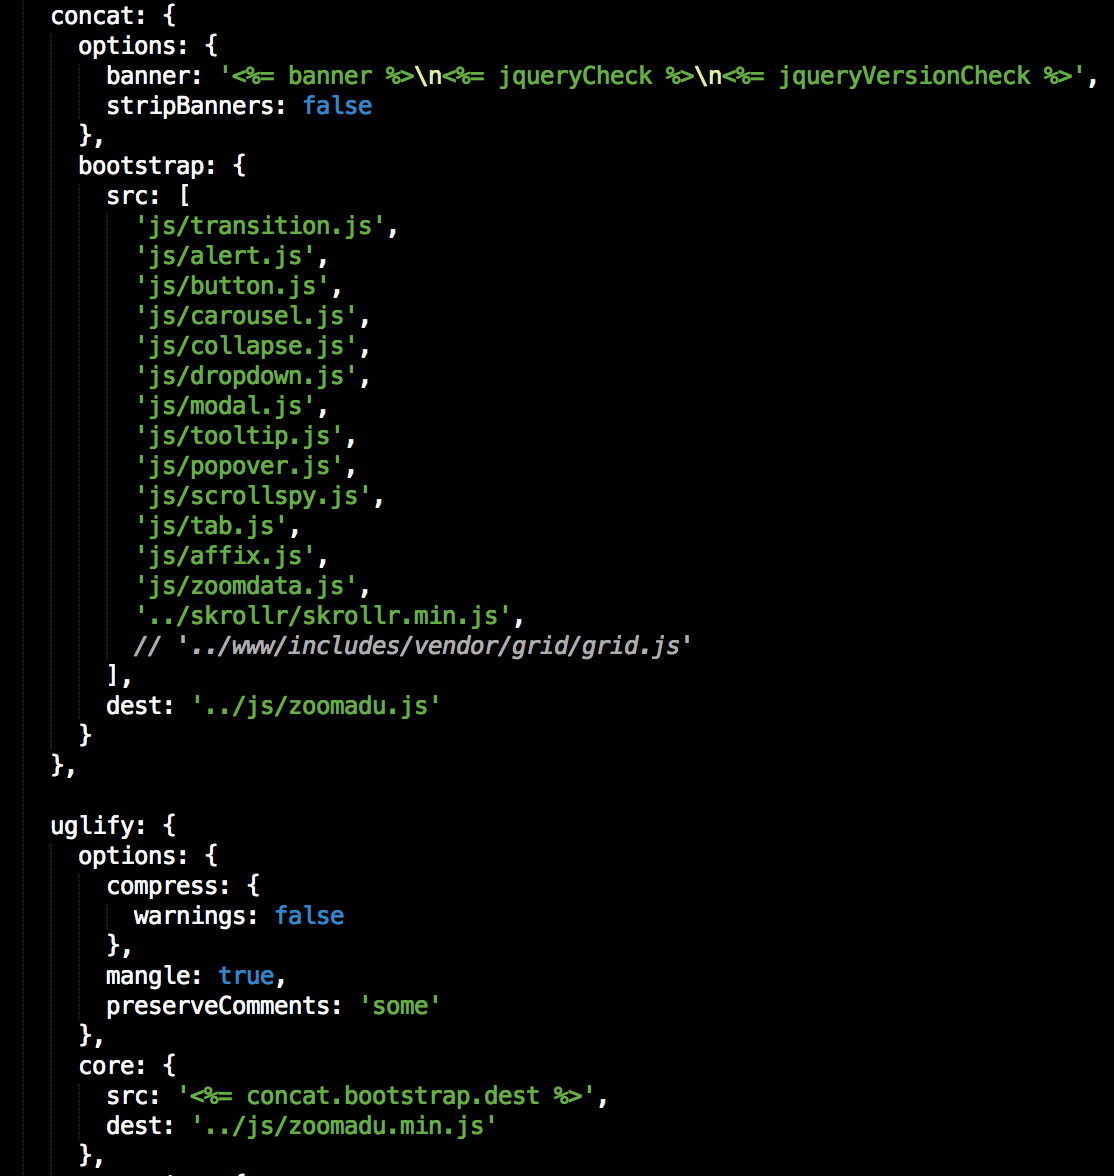 concat: {
options: {
banner: '<%= banner %>\n<%= jqueryCheck %>\n<%= jqueryVersionCheck %>',
stripBanners: false
},
bootstrap: {
src: [
'js/transition.js',
'js/alert.js',
'js/button.js',
'js/carousel.js',
'js/collapse.js',
'js/dropdown.js',
'js/modal.js',
'js/tooltip.js',
'js/popover.js',
'js/scrollspy.js',
'js/tab.js',
'js/affix.js',
'js/zoomdata.js',
'../skrollr/skrollr.min.js',
// '../www/includes/vendor/grid/grid.js'
],
dest: '../js/zoomadu.js'
}
},
uglify: {
options: {
compress: {
warnings: false
},
mangle: true,
preserveComments: 'some'
},
core: {
src: '<%= concat.bootstrap.dest %>',
dest: '../js/zoomadu.min.js'
},